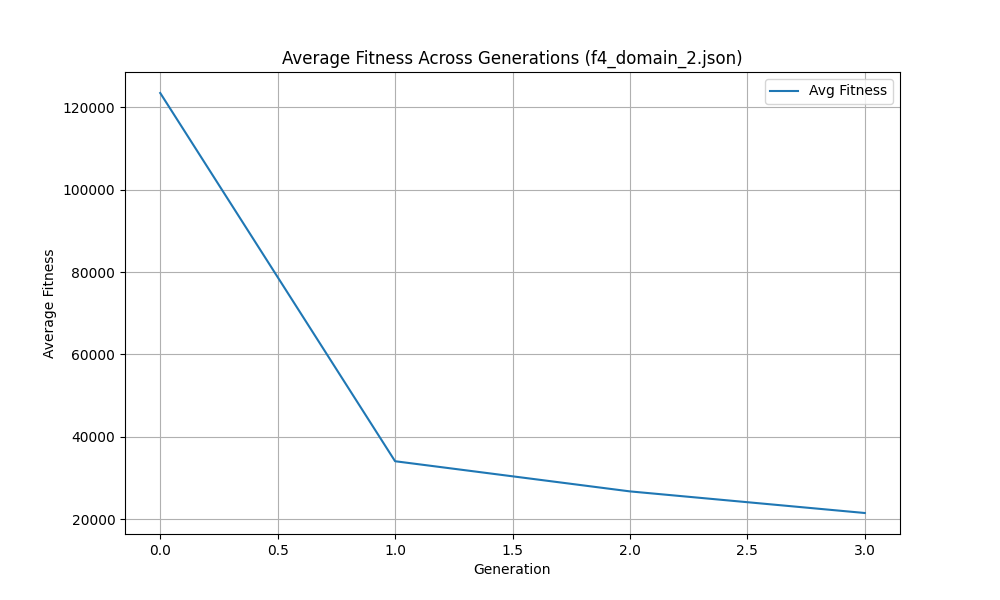 Average Fitness Across Generations (f4_domain_2.json)
Avg Fitness
120000
100000
80000
60000
40000
20000
Average Fitness
0.0 0.5 1.0 1.5 2.0 2.5 3.0
Generation